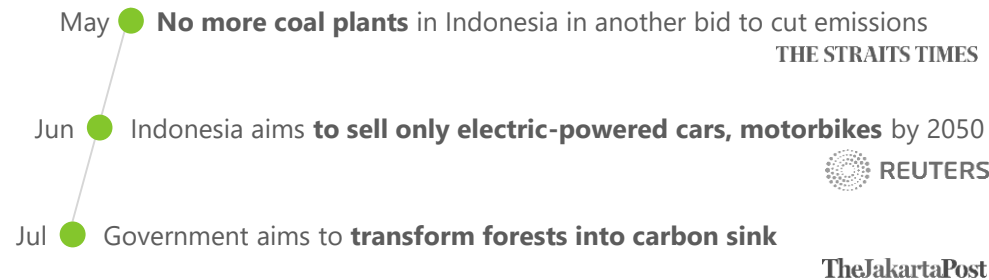 May No more coal plants in Indonesia in another bid to cut emissions
THE STRAITS TIMES
Jun Indonesia aims to sell only electric-powered cars, motorbikes by 2050
REUTERS
Jul Government aims to transform forests into carbon sink
TheJakartaPost